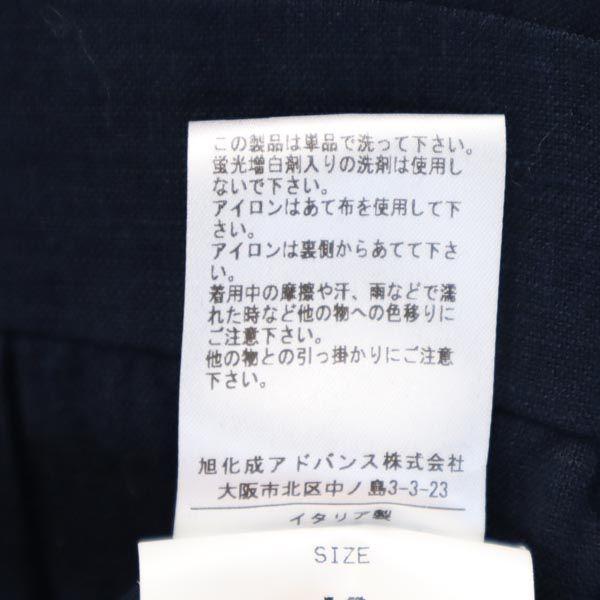 この製品は単品で洗って下さい。
蛍光増白剤入りの洗剤は使用し
ないで下さい。
アイロンはあて布を使用して下
さい。
アイロンは裏側からあてて下さ
い。
着用中の摩擦や汗、雨などで濡
れた時など他の物への色移りに
ご注意下さい。
他の物との引っ掛かりにご注意
下さい。
旭化成アドバンス株式会社
大阪市北区中ノ島3-3-23
イタリア製
SIZE